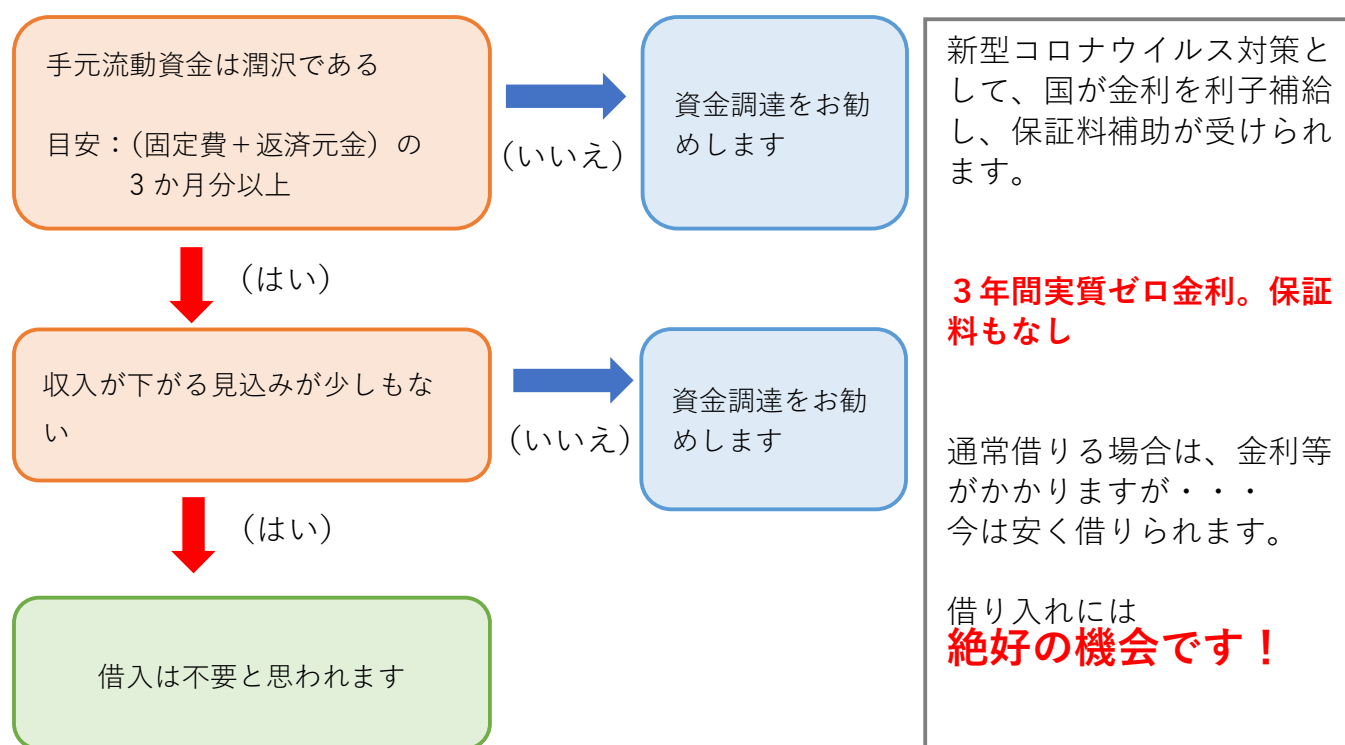 手元流動資金は潤沢である
目安：（固定費＋返済元金）の
３か月分以上
（いいえ）
資金調達をお勧
めします
（はい）
収入が下がる見込みが少しもな
い
（いいえ）
資金調達をお勧
めします
（はい）
借入は不要と思われます
新型コロナウイルス対策と
して、国が金利を利子補給
し、保証料補助が受けられ
ます。
３年間実質ゼロ金利。保証
料もなし
通常借りる場合は、金利等
がかかりますが・・・
今は安く借りられます。
借り入れには
絶好の機会です！